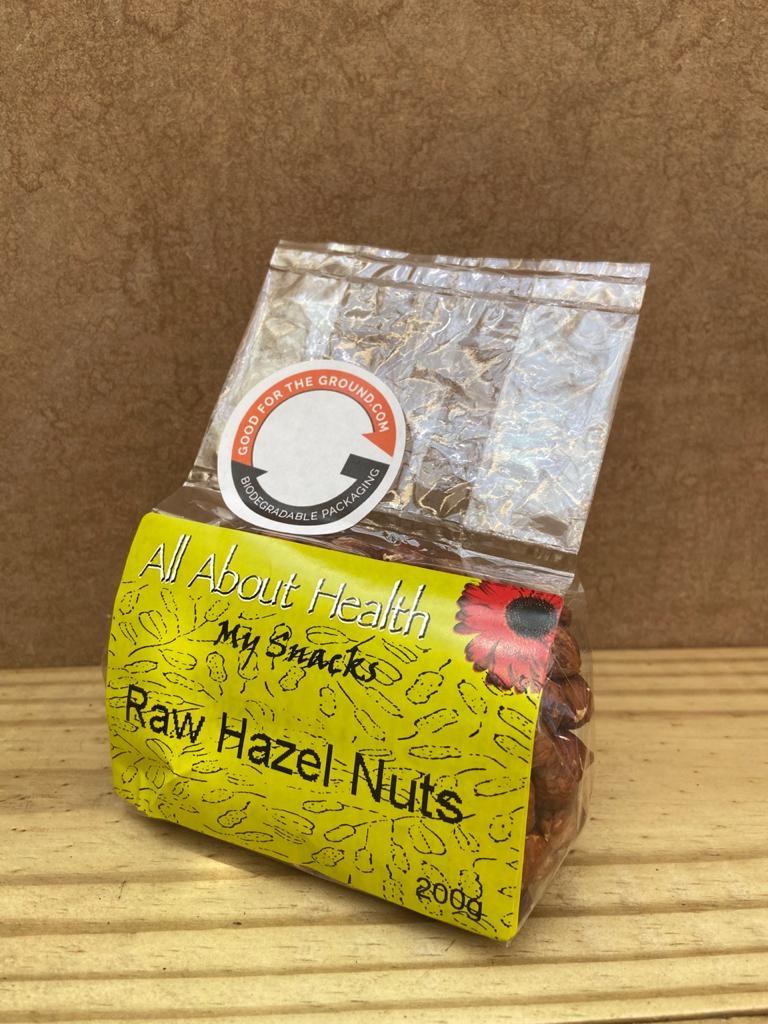 GOOD FOR THE GROUND.COM
BIODEGRADABLE PACKAGING
All About Health
My Snacks
Raw Hazel Nuts
200g